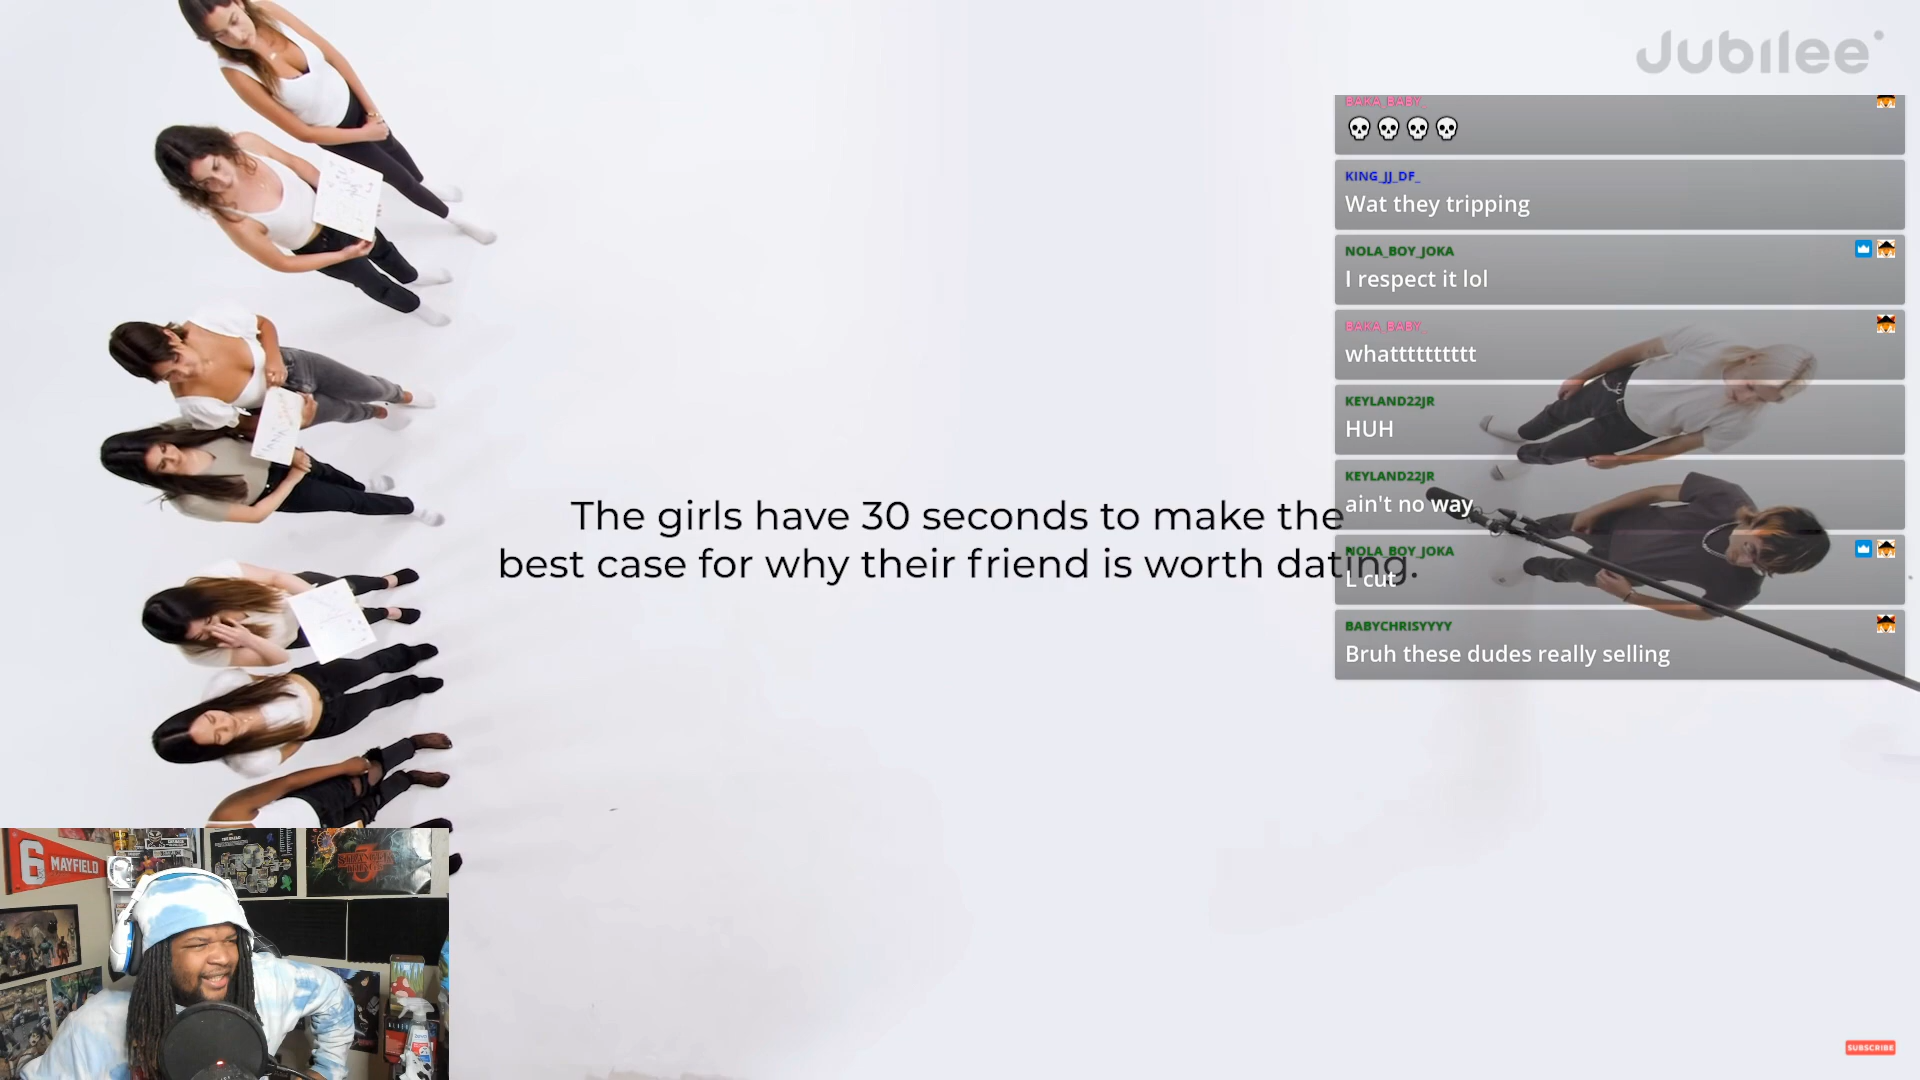 Jubilee
BAKA_BABY_
KING_JJ_DF_
Wat they tripping
NOLA_BOY_JOKA
I respect it lol
BAKA_BABY_
whattttttttttt
KEYLAND22JR
HUH
KEYLAND22JR
ain't no way
NOLA_BOY_JOKA
L cut
BABYCHRISYYYY
Bruh these dudes really selling
The girls have 30 seconds to make the
best case for why their friend is worth dating.
6 MAYFIELD
SUBSCRIBE